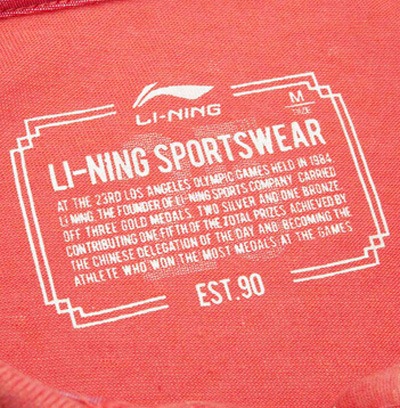 LI-NING
M
SIZE
LI-NING SPORTSWEAR
AT THE 23RD LOS ANGELES OLYMPIC GAMES HELD IN 1984
LI NING, THE FOUNDER OF LI-NING SPORTS COMPANY, CARRIED
OFF THREE GOLD MEDALS, TWO SILVER AND ONE BRONZE,
CONTRIBUTING ONE FIFTH OF THE TOTAL PRIZES ACHIEVED BY
THE CHINESE DELEGATION OF THE DAY AND BECOMING THE
ATHLETE WHO WON THE MOST MEDALS AT THE GAMES
EST.90